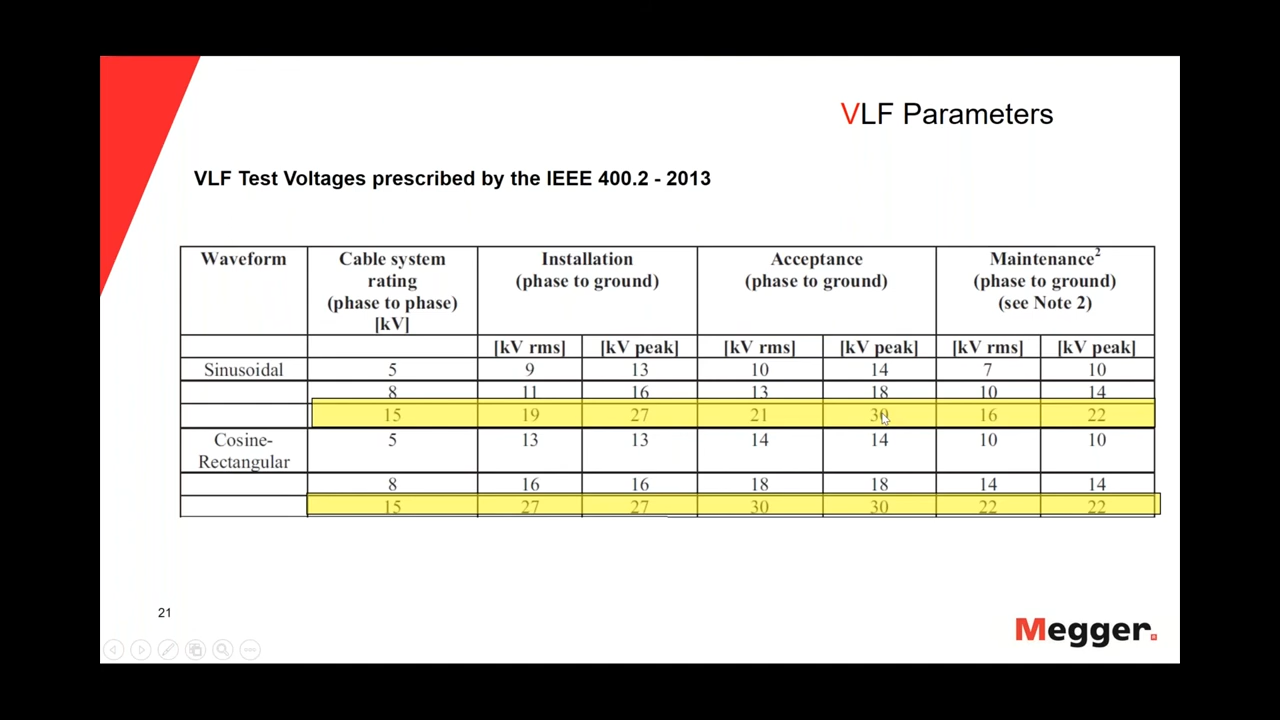 VLF Parameters
VLF Test Voltages prescribed by the IEEE 400.2 - 2013
Waveform Cable system rating (phase to phase) [kV] Installation (phase to ground) Acceptance (phase to ground) Maintenance2 (phase to ground) (see Note 2)
[kV rms] [kV peak] [kV rms] [kV peak] [kV rms] [kV peak]
Sinusoidal 5 9 13 10 14 7 10
8 11 16 13 18 10 14
15 19 27 21 30 16 22
Cosine-Rectangular 5 13 13 14 14 10 10
8 16 16 18 18 14 14
15 27 27 30 30 22 22
21
Megger.